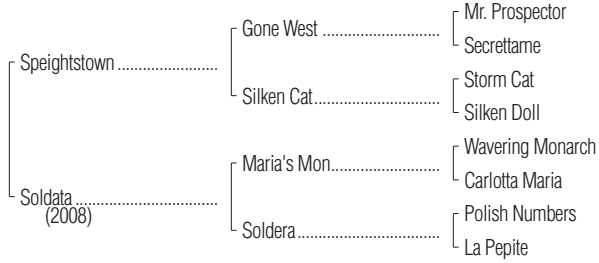 Mr. Prospector
Gone West ........................
Secrettame
Speightstown ........................
Storm Cat
Silken Cat..........................
Silken Doll
Wavering Monarch
Maria's Mon.......................
Carlotta Maria
Soldata ..................................
(2008)
Polish Numbers
Soldera..............................
La Pepite